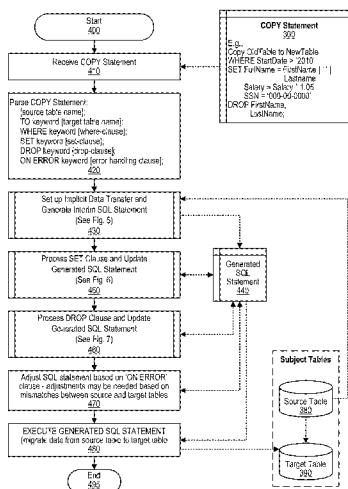 Start
400
COPY Statement
300
E.g.,
Copy OldTable to NewTable
WHERE StartDate > '2010'
SET FullName = FirstName | ' ' |
Lastname
Salary = Salary * 1.05
SSN = '000-00-0000'
DROP FirstName,
LastName;
Receive COPY Statement
410
Parse COPY Statement:
[source table name];
TO keyword [target table name];
WHERE keyword [where-clause];
SET keyword [set-clause];
DROP keyword [drop-clause];
ON ERROR keyword [error handling clause];
420
Set up Implicit Data Transfer and
Generate Interim SQL Statement
(See Fig. 5)
430
Process SET Clause and Update
Generated SQL Statement
(See Fig. 6)
450
Generated
SQL
Statement
445
Process DROP Clause and Update
Generated SQL Statement
(See Fig. 7)
460
Adjust SQL statement based on 'ON ERROR'
clause - adjustments may be needed based on
mismatches between source and target tables
470
Subject Tables
Source Table
380
EXECUTE GENERATED SQL STATEMENT
(migrate data from source table to target table
480
Target Table
390
End
495